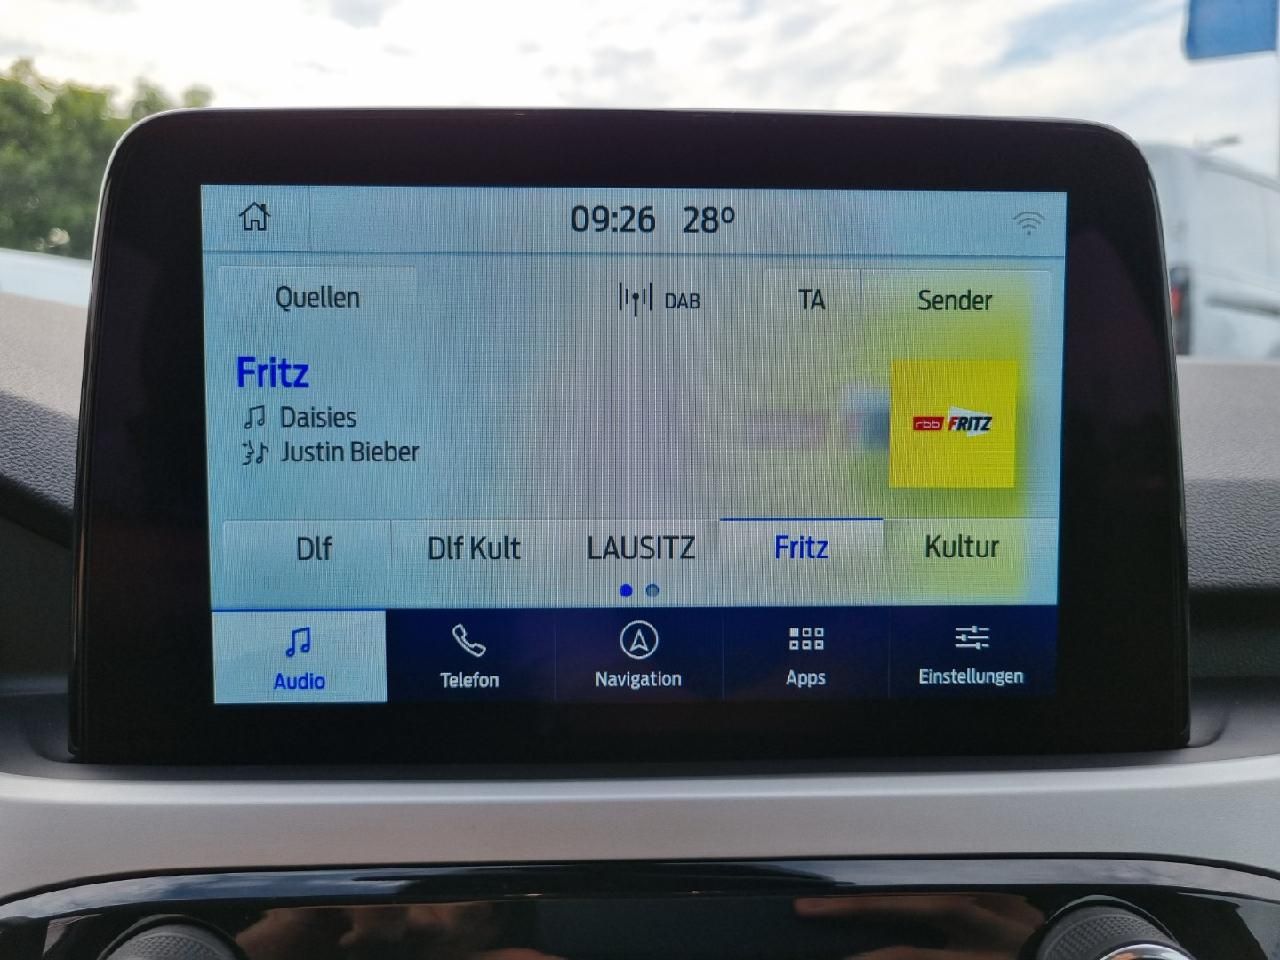 09:26 28°
Quellen DAB TA Sender
Fritz
Daisies
Justin Bieber
rbb FRITZ
Dlf Dlf Kult LAUSITZ Fritz Kultur
Audio Telefon Navigation Apps Einstellungen